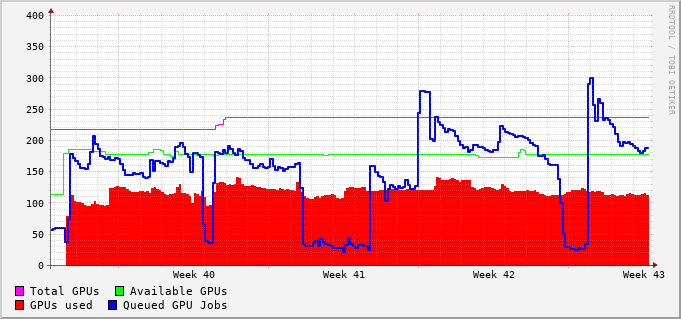 400
350
300
250
200
150
100
50
0
Week 40 Week 41 Week 42 Week 43
Total GPUs Available GPUs
GPUs used Queued GPU Jobs
RRDTOOL / TOBI OETIKER